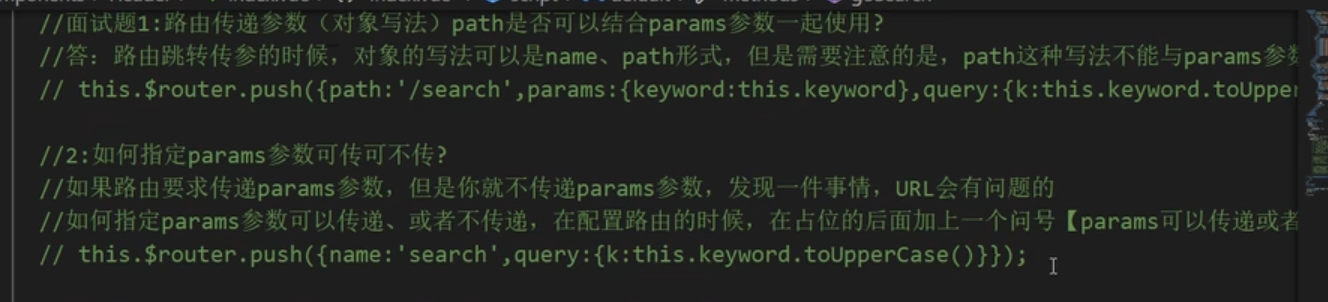 //面试题1:路由传递参数（对象写法）path是否可以结合params参数一起使用?
//答：路由跳转传参的时候，对象的写法可以是name、path形式，但是需要注意的是，path这种写法不能与params参数
// this.$router.push({path:'/search',params:{keyword:this.keyword},query:{k:this.keyword.toUpper
//2:如何指定params参数可传可不传?
//如果路由要求传递params参数，但是你就不传递params参数，发现一件事情，URL会有问题的
//如何指定params参数可以传递、或者不传递，在配置路由的时候，在占位的后面加上一个问号【params可以传递或者
// this.$router.push({name:'search',query:{k:this.keyword.toUpperCase()}});